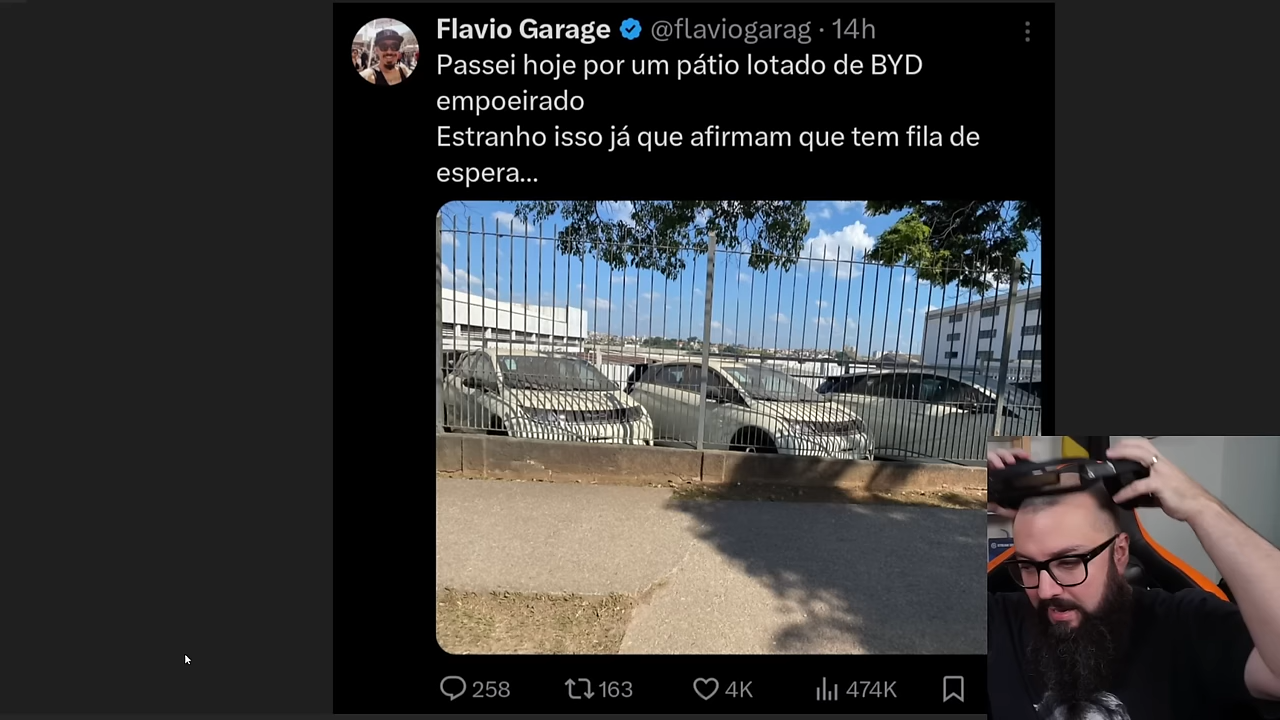 Flavio Garage @flaviogarag · 14h
Passei hoje por um pátio lotado de BYD
empoeirado
Estranho isso já que afirmam que tem fila de
espera...
258 163 4K 474K